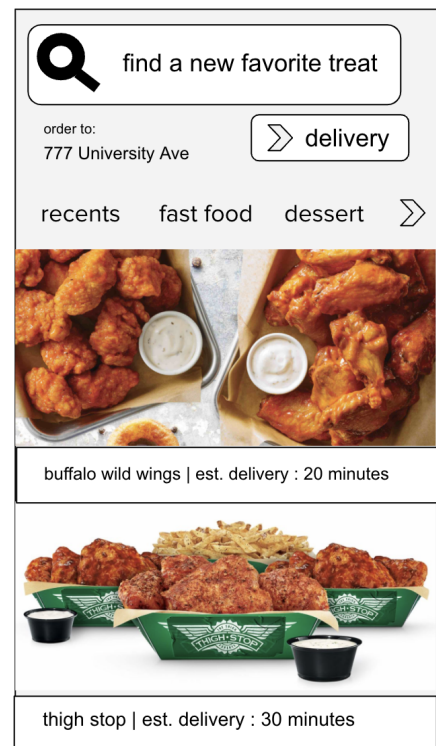 find a new favorite treat
order to:
777 University Ave
delivery
recents fast food dessert
buffalo wild wings | est. delivery : 20 minutes
THIGH·STOP
THIGH·STOP
THIGH·STOP
thigh stop | est. delivery : 30 minutes